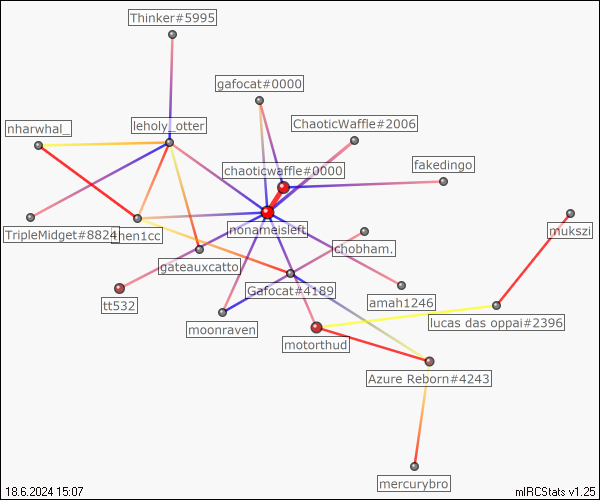 Thinker#5995
gafocat#0000
nharwhal_
leholy_otter
ChaoticWaffle#2006
chaoticwaffle#0000
fakedingo
TripleMidget#8824
then1cc
nonameisleft
mukszi
chobham.
gateauxcatto
Gafocat#4189
tt532
amah1246
moonraven
lucas das oppai#2396
motorthud
Azure Reborn#4243
mercurybro
18.6.2024 15:07
mIRCStats v1.25